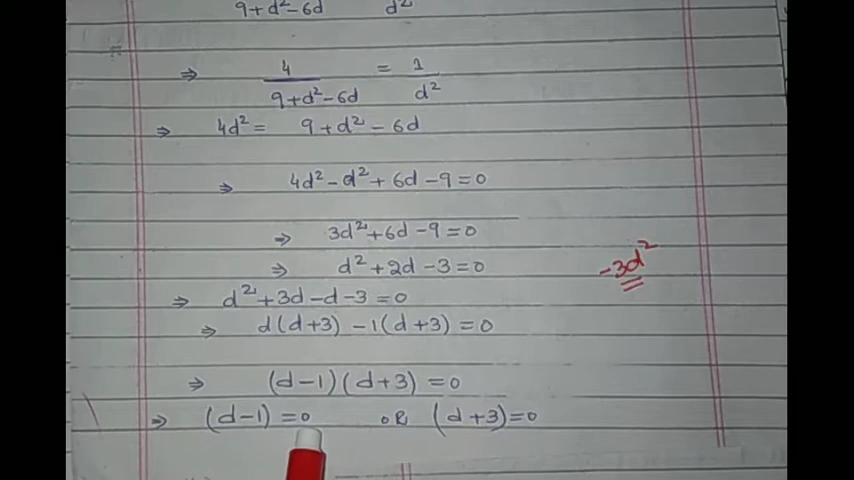 9+d²-6d d²
⇒ 4/(9+d²-6d) = 1/d²
⇒ 4d² = 9+d²-6d
⇒ 4d²-d²+6d-9=0
⇒ 3d²+6d-9=0
⇒ d²+2d-3=0
-3d²
⇒ d²+3d-d-3=0
⇒ d(d+3)-1(d+3)=0
⇒ (d-1)(d+3)=0
⇒ (d-1)=0 OR (d+3)=0